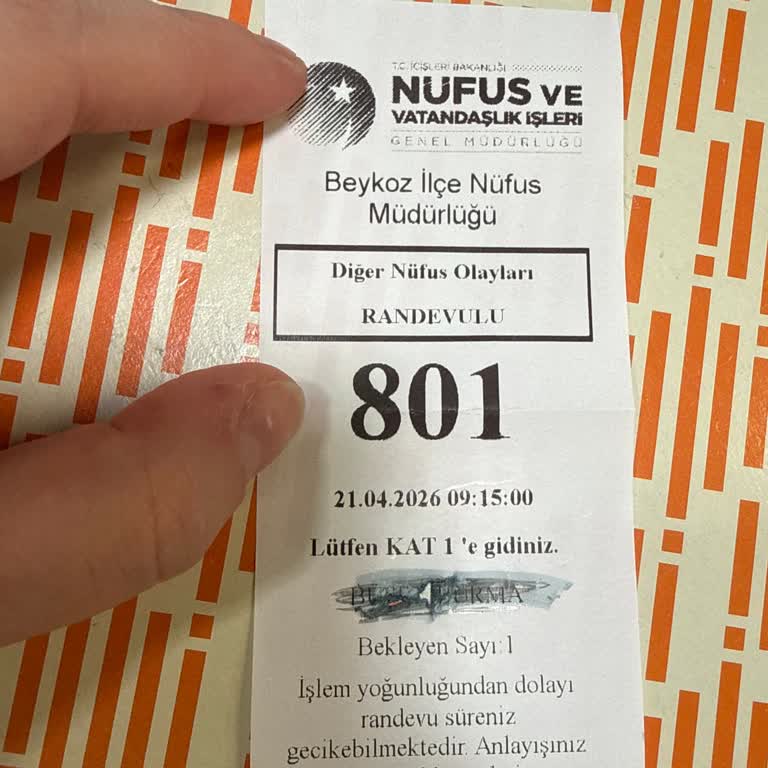 T.C. İÇİŞLERİ BAKANLIĞI
NÜFUS VE
VATANDAŞLIK İŞLERİ
GENEL MÜDÜRLÜĞÜ
Beykoz İlçe Nüfus
Müdürlüğü
Diğer Nüfus Olayları
RANDEVULU
801
21.04.2026 09:15:00
Lütfen KAT 1 'e gidiniz.
Bekleyen Sayı:1
İşlem yoğunluğundan dolayı
randevu süreniz
gecikebilmektedir. Anlayışınız